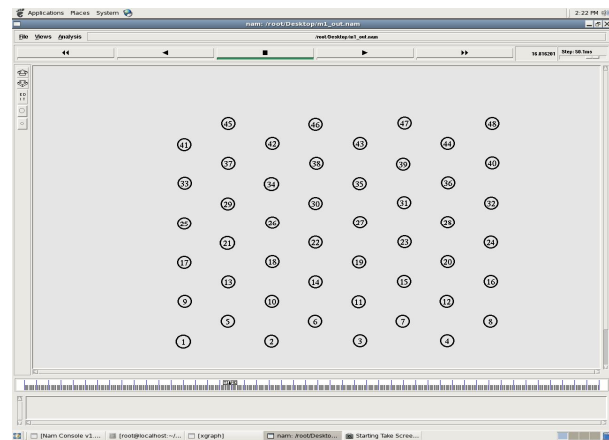 Applications Places System 2:22 PM
nam: /root/Desktop/m1_out.nam
File Views Analysis /root/Desktop/m1_out.nam
16.816201 Step: 50.1ms
45 46 47 48
41 42 43 44
37 38 39 40
33 34 35 36
29 30 31 32
25 26 27 28
21 22 23 24
17 18 19 20
13 14 15 16
9 10 11 12
5 6 7 8
1 2 3 4
[Nam Console v1.... [root@localhost:~/... [xgraph] nam: /root/Deskto... Starting Take Scree...